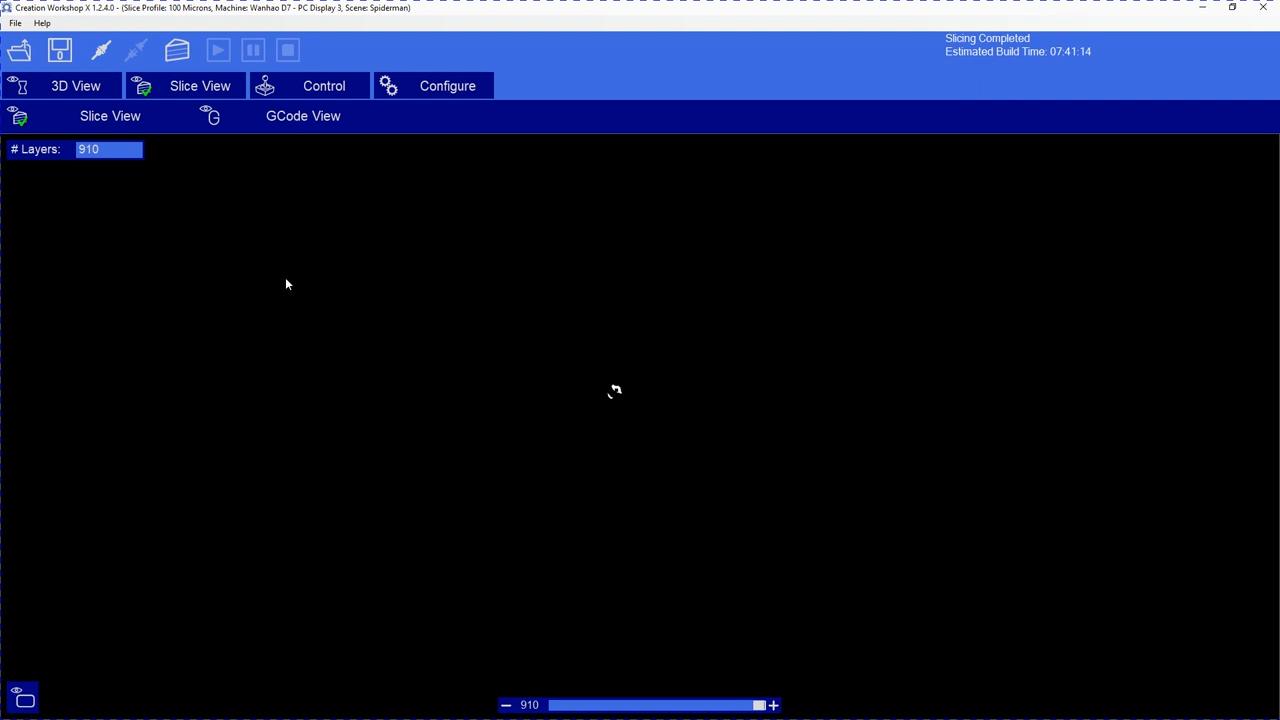 Creation Workshop X 1.2.4.0 - (Slice Profile: 100 Microns, Machine: Wanhao D7 - PC Display 3, Scene: Spiderman)
File Help
Slicing Completed
Estimated Build Time: 07:41:14
3D View Slice View Control Configure
Slice View GCode View
# Layers: 910
910